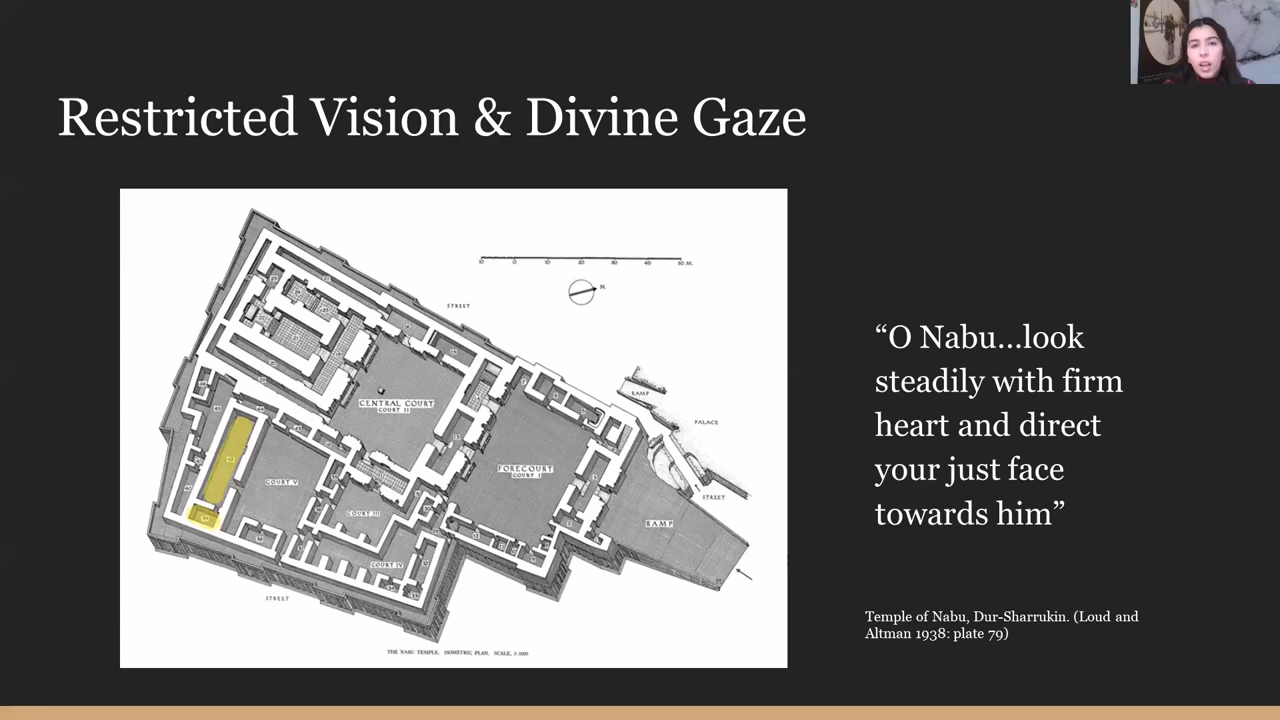 Restricted Vision & Divine Gaze
50 M.
N.
STREET
RAMP
PALACE
CENTRAL COURT
COURT II
FORECOURT
COURT I
COURT V
COURT III
STREET
RAMP
COURT IV
STREET
THE NABU TEMPLE. ISOMETRIC PLAN. SCALE, 1:1000
“O Nabu...look
steadily with firm
heart and direct
your just face
towards him”
Temple of Nabu, Dur-Sharrukin. (Loud and
Altman 1938: plate 79)